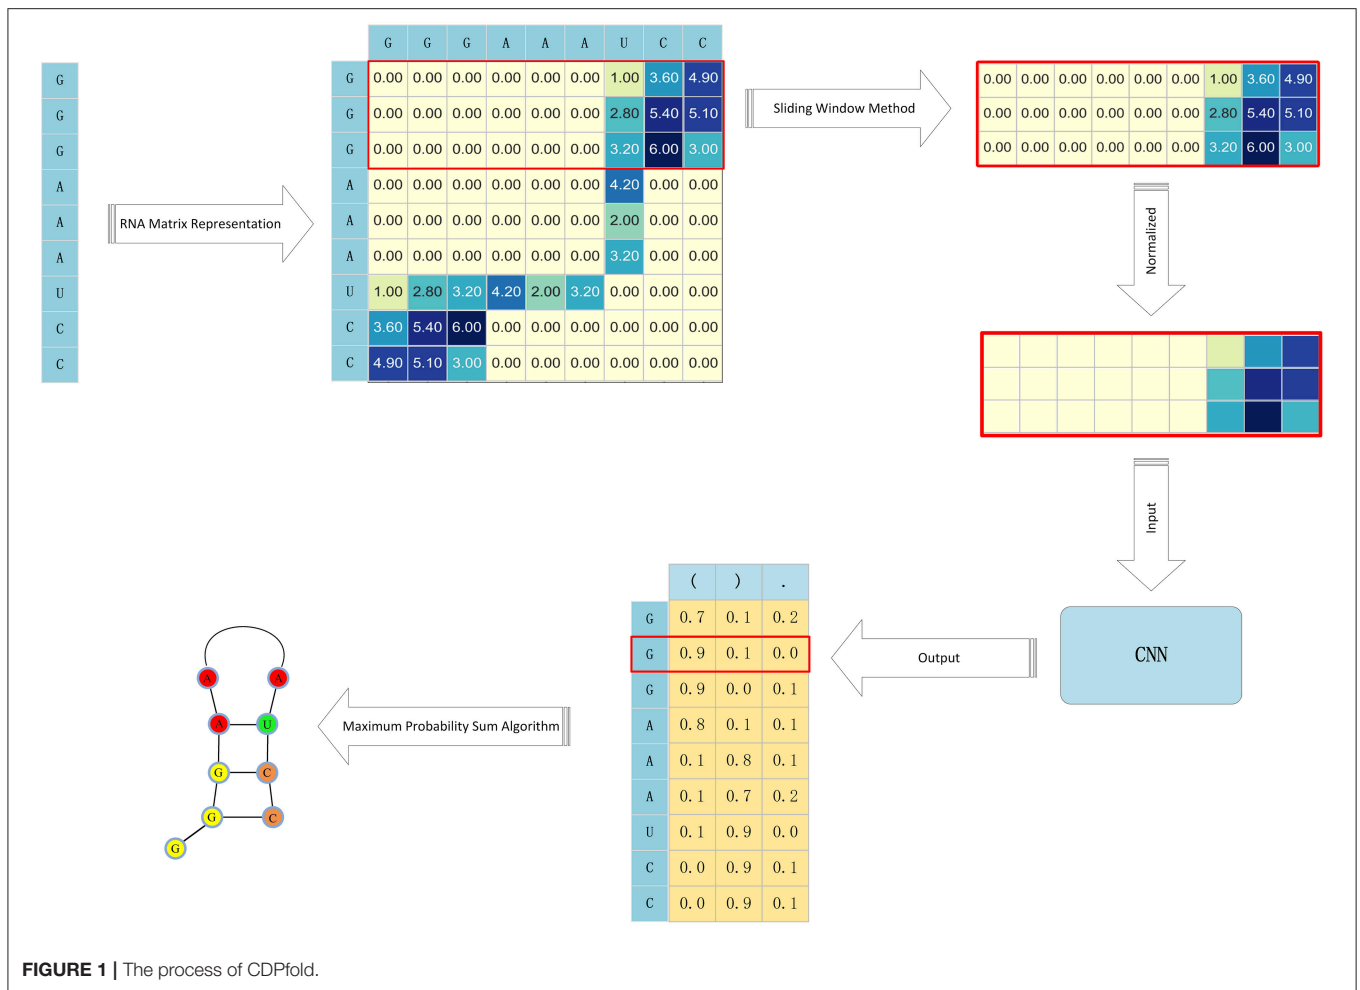 G G G A A A U C C
G 0.00 0.00 0.00 0.00 0.00 0.00 1.00 3.60 4.90
G 0.00 0.00 0.00 0.00 0.00 0.00 2.80 5.40 5.10
G 0.00 0.00 0.00 0.00 0.00 0.00 3.20 6.00 3.00
A 0.00 0.00 0.00 0.00 0.00 0.00 4.20 0.00 0.00
A 0.00 0.00 0.00 0.00 0.00 0.00 2.00 0.00 0.00
A 0.00 0.00 0.00 0.00 0.00 0.00 3.20 0.00 0.00
U 1.00 2.80 3.20 4.20 2.00 3.20 0.00 0.00 0.00
C 3.60 5.40 6.00 0.00 0.00 0.00 0.00 0.00 0.00
C 4.90 5.10 3.00 0.00 0.00 0.00 0.00 0.00 0.00
G
G
G
A
A
A
U
C
C
RNA Matrix Representation
Sliding Window Method
0.00 0.00 0.00 0.00 0.00 0.00 1.00 3.60 4.90
0.00 0.00 0.00 0.00 0.00 0.00 2.80 5.40 5.10
0.00 0.00 0.00 0.00 0.00 0.00 3.20 6.00 3.00
Normalized
Input
CNN
Output
( ) .
G 0.7 0.1 0.2
G 0.9 0.1 0.0
G 0.9 0.0 0.1
A 0.8 0.1 0.1
A 0.1 0.8 0.1
A 0.1 0.7 0.2
U 0.1 0.9 0.0
C 0.0 0.9 0.1
C 0.0 0.9 0.1
Maximum Probability Sum Algorithm
A A
A U
G C
G C
G
FIGURE 1 | The process of CDPfold.